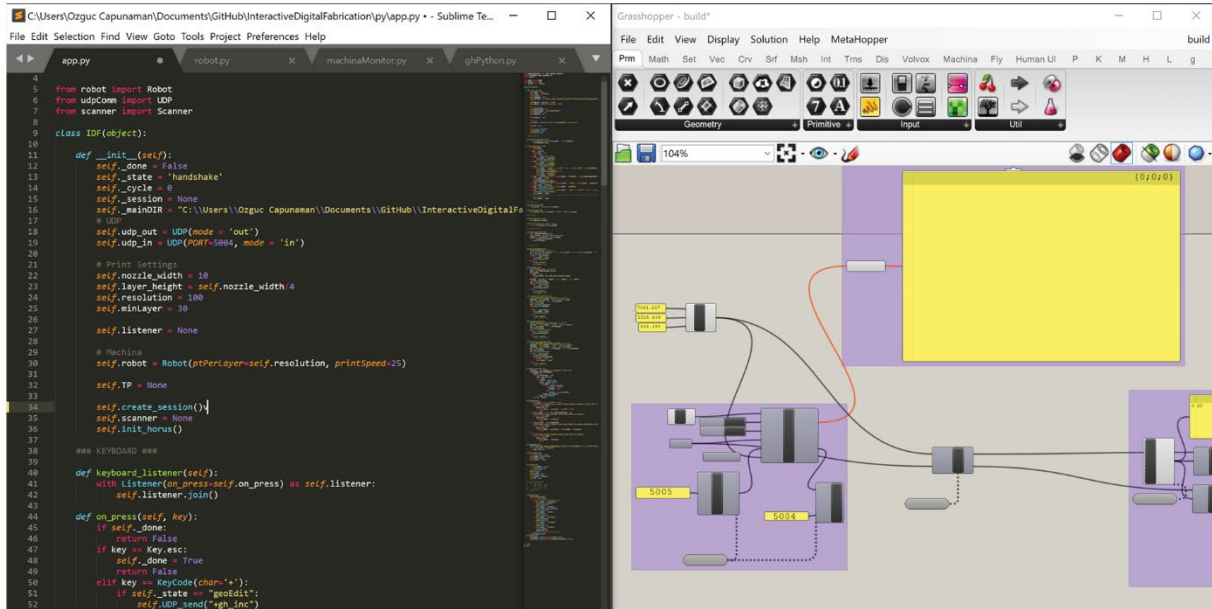 C:\Users\Ozguc Capunaman\Documents\GitHub\InteractiveDigitalFabrication\py\app.py • - Sublime Te...
File Edit Selection Find View Goto Tools Project Preferences Help
app.py
robot.py
machinaMonitor.py
ghPython.py
4
5 from robot import Robot
6 from udpComm import UDP
7 from scanner import Scanner
8
9 class IDF(object):
10
11 def __init__(self):
12 self._done = False
13 self._state = 'handshake'
14 self._cycle = 0
15 self._session = None
16 self._mainDIR = "C:\\Users\\Ozguc Capunaman\\Documents\\GitHub\\InteractiveDigitalFa
17 # UDP
18 self.udp_out = UDP(mode = 'out')
19 self.udp_in = UDP(PORT=5004, mode = 'in')
20
21 # Print Settings
22 self.nozzle_width = 10
23 self.layer_height = self.nozzle_width/4
24 self.resolution = 100
25 self.minLayer = 30
26
27 self.listener = None
28
29 # Machina
30 self.robot = Robot(ptPerLayer=self.resolution, printSpeed=25)
31
32 self.TP = None
33
34 self.create_session()v
35 self.scanner = None
36 self.init_horus()
37
38 ### KEYBOARD ###
39
40 def keyboard_listener(self):
41 with Listener(on_press=self.on_press) as self.listener:
42 self.listener.join()
43
44 def on_press(self, key):
45 if self._done:
46 return False
47 if key == Key.esc:
48 self._done = True
49 return False
50 elif key == KeyCode(char='+'):
51 if self._state == "geoEdit":
52 self.UDP_send("+gh_inc")
Grasshopper - build*
File Edit View Display Solution Help MetaHopper
build
Prm Math Set Vec Crv Srf Msh Int Trns Dis Volvox Machina Fly Human UI P K M H L g
Geometry Primitive Input Util
104%
{0;0;0}
5005
5004